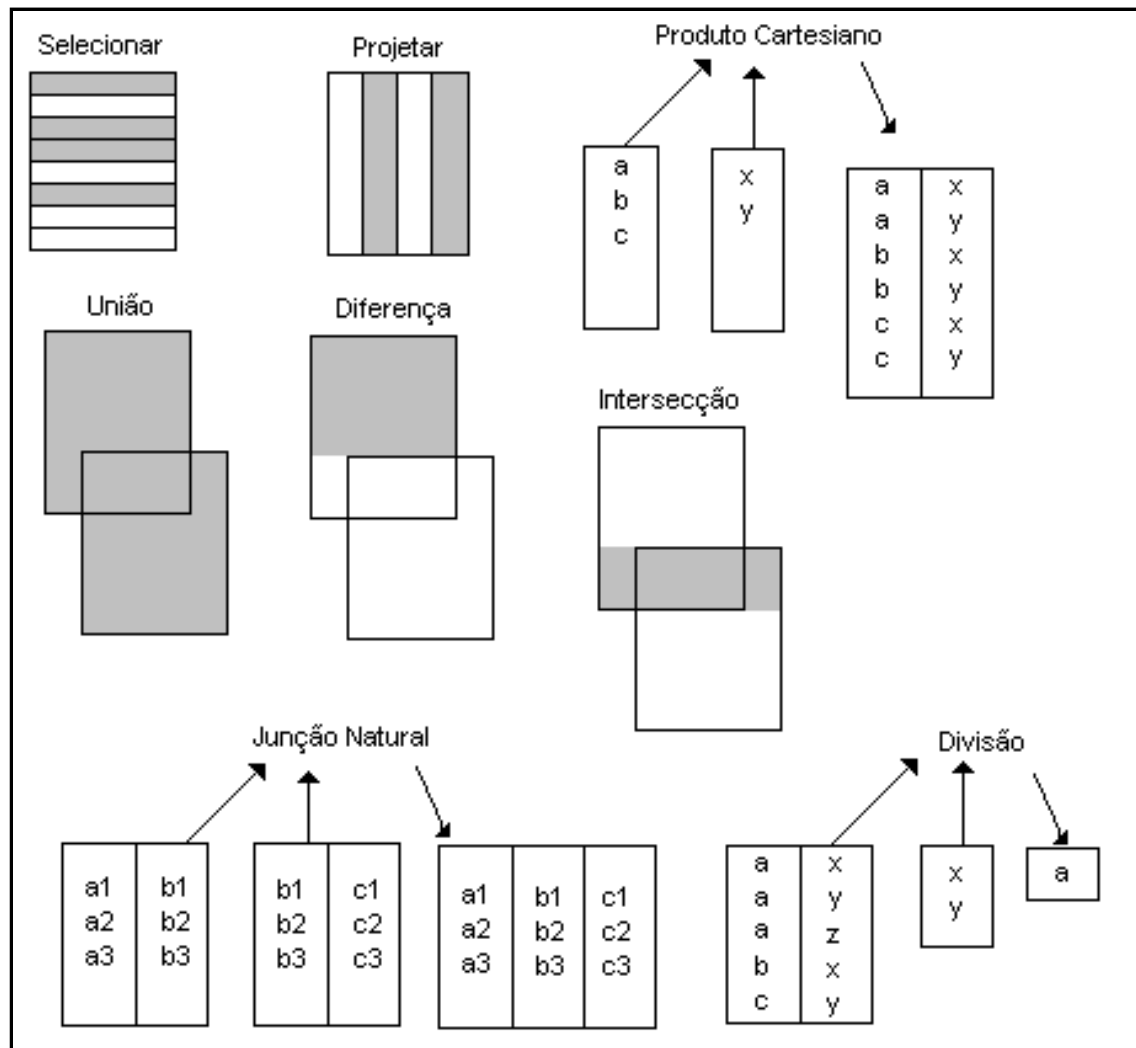 Selecionar
Projetar
Produto Cartesiano
a
b
c
x
y
a x
a y
b x
b y
c x
c y
União
Diferença
Intersecção
Junção Natural
a1 b1
a2 b2
a3 b3
b1 c1
b2 c2
b3 c3
a1 b1 c1
a2 b2 c2
a3 b3 c3
Divisão
a x
a y
a z
b x
c y
x
y
a